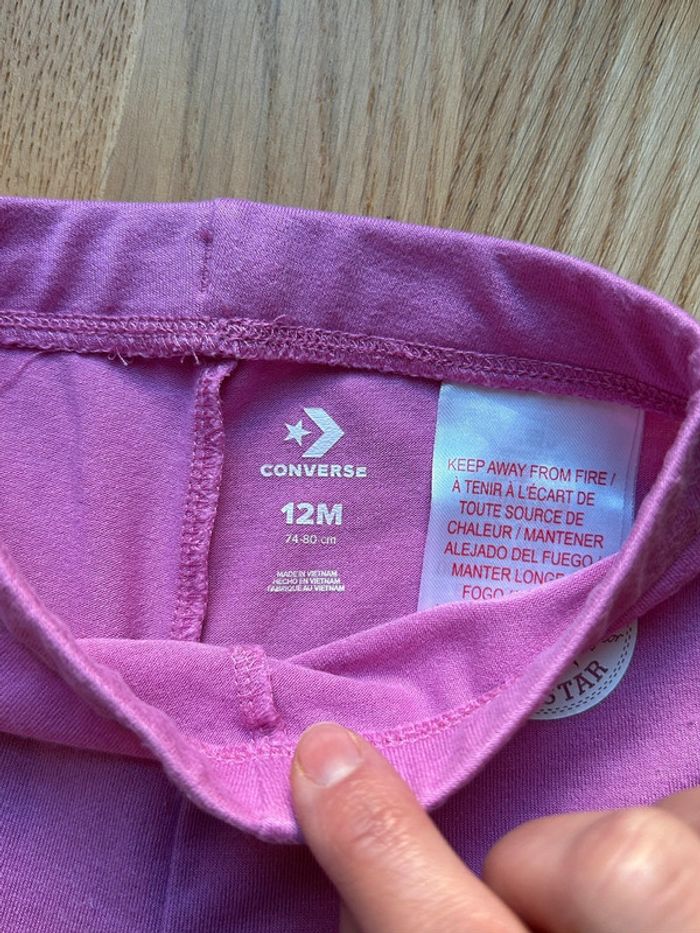 CONVERSE
12M
74-80 cm
MADE IN VIETNAM
HECHO EN VIETNAM
FABRIQUÉ AU VIETNAM
KEEP AWAY FROM FIRE /
À TENIR À L'ÉCART DE
TOUTE SOURCE DE
CHALEUR / MANTENER
ALEJADO DEL FUEGO /
MANTER LONGE
FOGO /
STAR